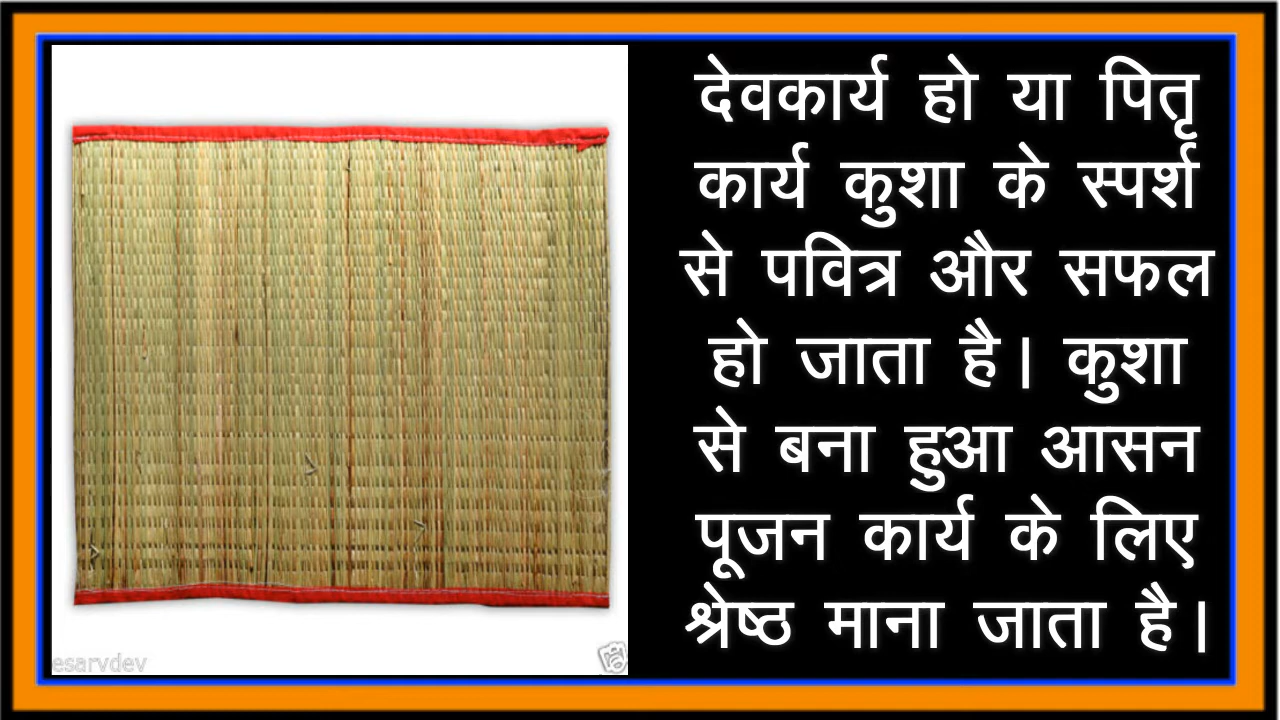 देवकार्य हो या पितृ
कार्य कुशा के स्पर्श
से पवित्र और सफल
हो जाता है। कुशा
से बना हुआ आसन
पूजन कार्य के लिए
श्रेष्ठ माना जाता है।
esarvdev